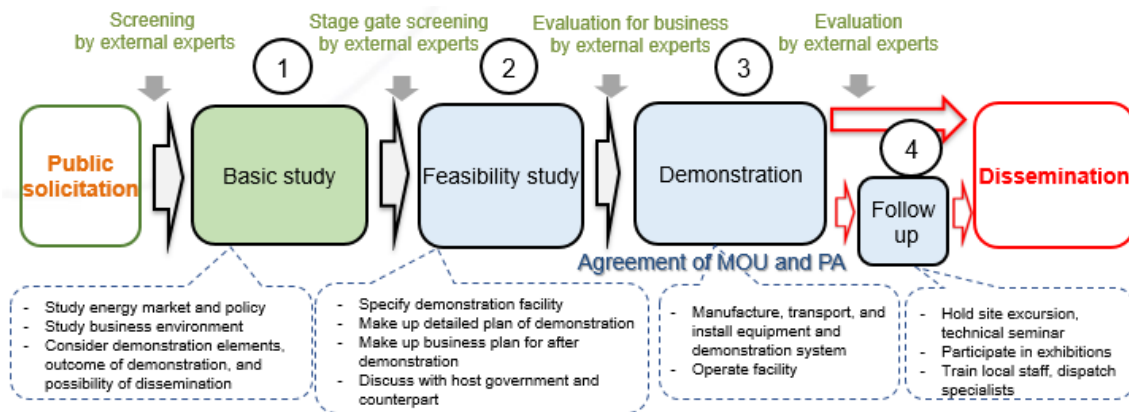 Screening
by external experts
Stage gate screening
by external experts
Evaluation for business
by external experts
Evaluation
by external experts
1
2
3
4
Public
solicitation
Basic study
Feasibility study
Demonstration
Follow
up
Dissemination
Agreement of MOU and PA
- Study energy market and policy
- Study business environment
- Consider demonstration elements,
outcome of demonstration, and
possibility of dissemination
- Specify demonstration facility
- Make up detailed plan of demonstration
- Make up business plan for after
demonstration
- Discuss with host government and
counterpart
- Manufacture, transport, and
install equipment and
demonstration system
- Operate facility
- Hold site excursion,
technical seminar
- Participate in exhibitions
- Train local staff, dispatch
specialists